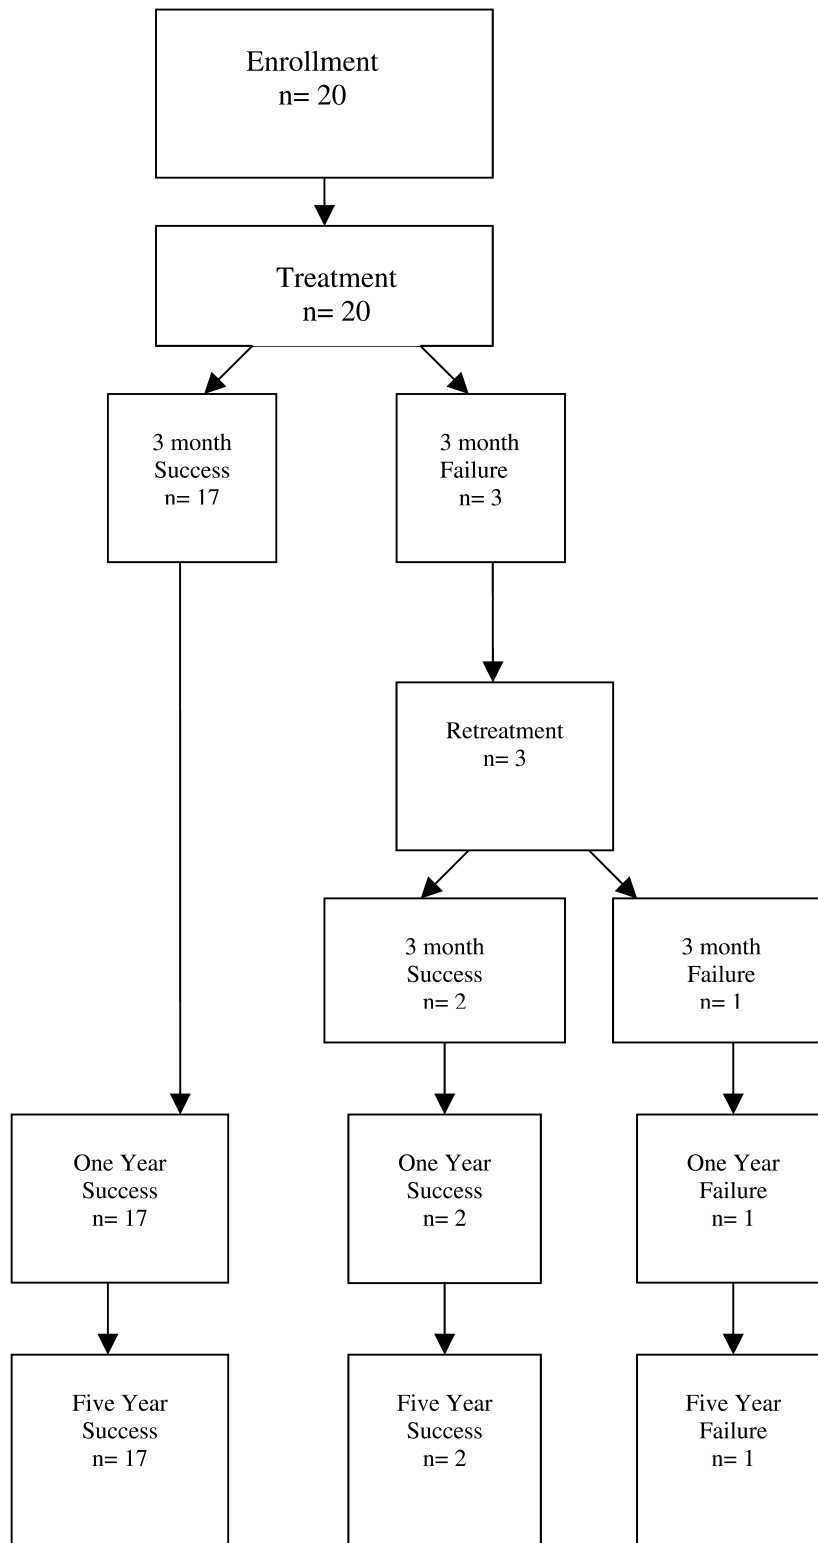 Enrollment
n= 20
Treatment
n= 20
3 month
Success
n= 17
3 month
Failure
n= 3
Retreatment
n= 3
3 month
Success
n= 2
3 month
Failure
n= 1
One Year
Success
n= 17
One Year
Success
n= 2
One Year
Failure
n= 1
Five Year
Success
n= 17
Five Year
Success
n= 2
Five Year
Failure
n= 1